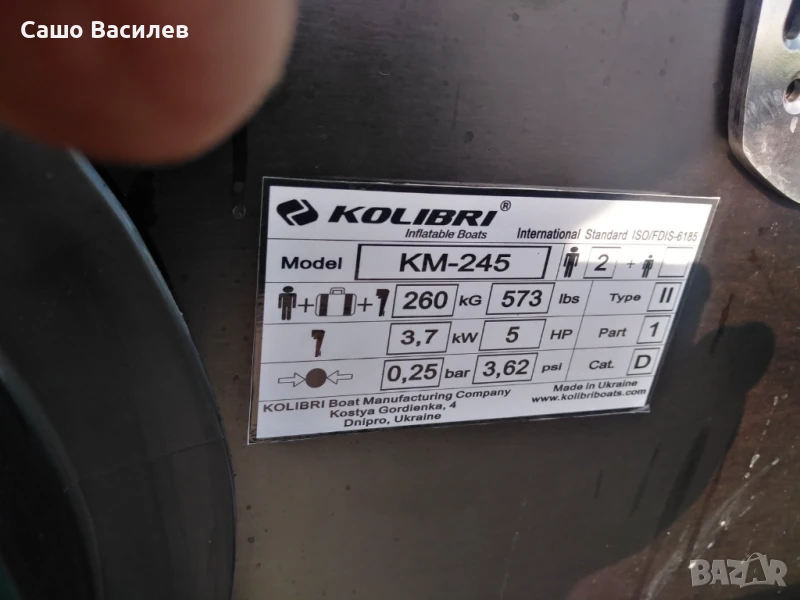 Сашо Василев
KOLIBRI®
Inflatable Boats
International Standard ISO/FDIS-6185
Model KM-245 2 +
+ + 260 kG 573 lbs Type II
3,7 kW 5 HP Part 1
0,25 bar 3,62 psi Cat. D
KOLIBRI Boat Manufacturing Company
Kostya Gordienka, 4
Dnipro, Ukraine
Made in Ukraine
www.kolibriboats.com
BAZAR